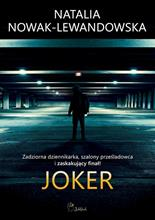 NATALIA
NOWAK-LEWANDOWSKA
Zadziorna dziennikarka, szalony prześladowca
i zaskakujący finał!
JOKER